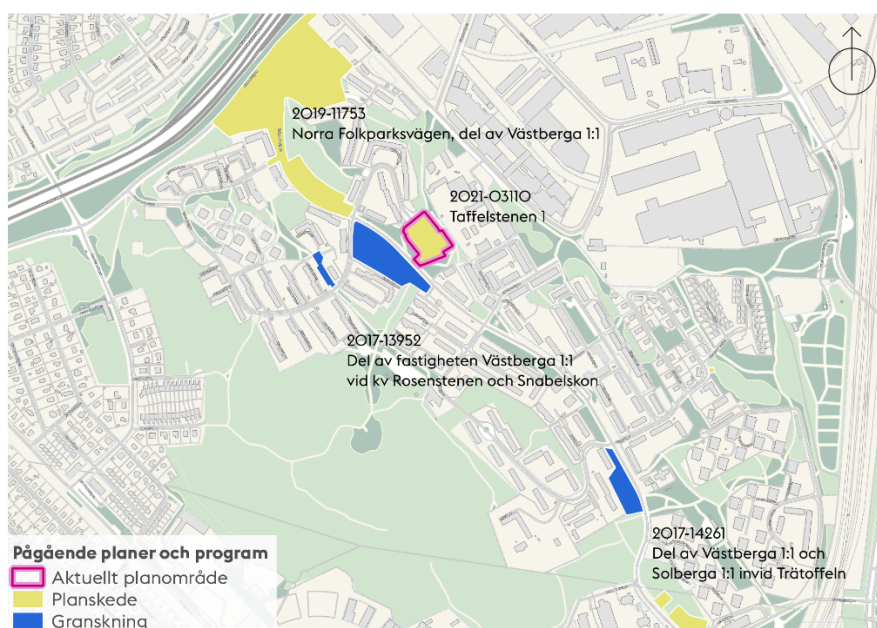 2019-11753
Norra Folkparksvägen, del av Västberga 1:1
2021-03110
Taffelstenen 1
2017-13952
Del av fastigheten Västberga 1:1
vid kv Rosenstenen och Snabelskon
2017-14261
Del av Västberga 1:1 och
Solberga 1:1 invid Trätoffeln
Pågående planer och program
Aktuellt planområde
Planskede
Granskning